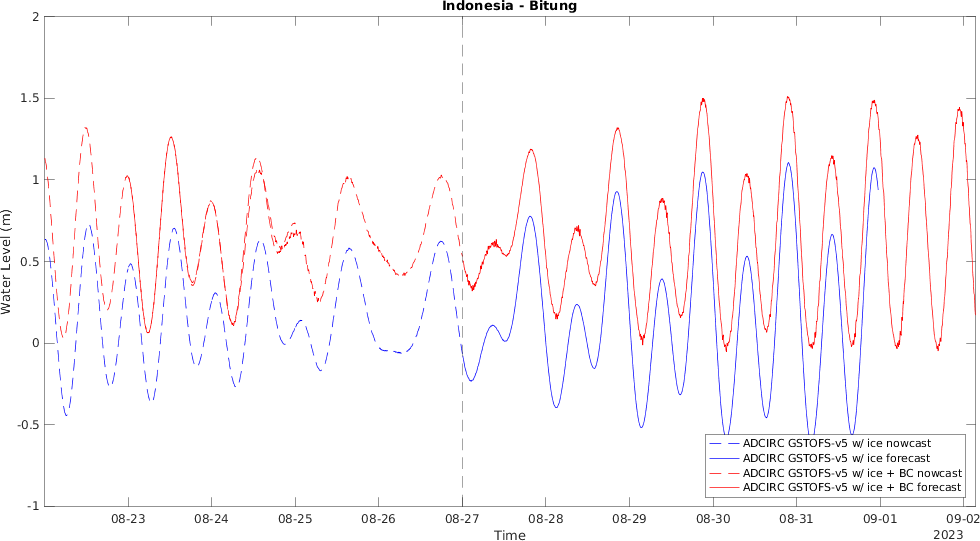 Indonesia - Bitung
2
1.5
1
0.5
0
-0.5
-1
Water Level (m)
ADCIRC GSTOFS-v5 w/ ice nowcast
ADCIRC GSTOFS-v5 w/ ice forecast
ADCIRC GSTOFS-v5 w/ ice + BC nowcast
ADCIRC GSTOFS-v5 w/ ice + BC forecast
08-23 08-24 08-25 08-26 08-27 08-28 08-29 08-30 08-31 09-01 09-02
Time
2023